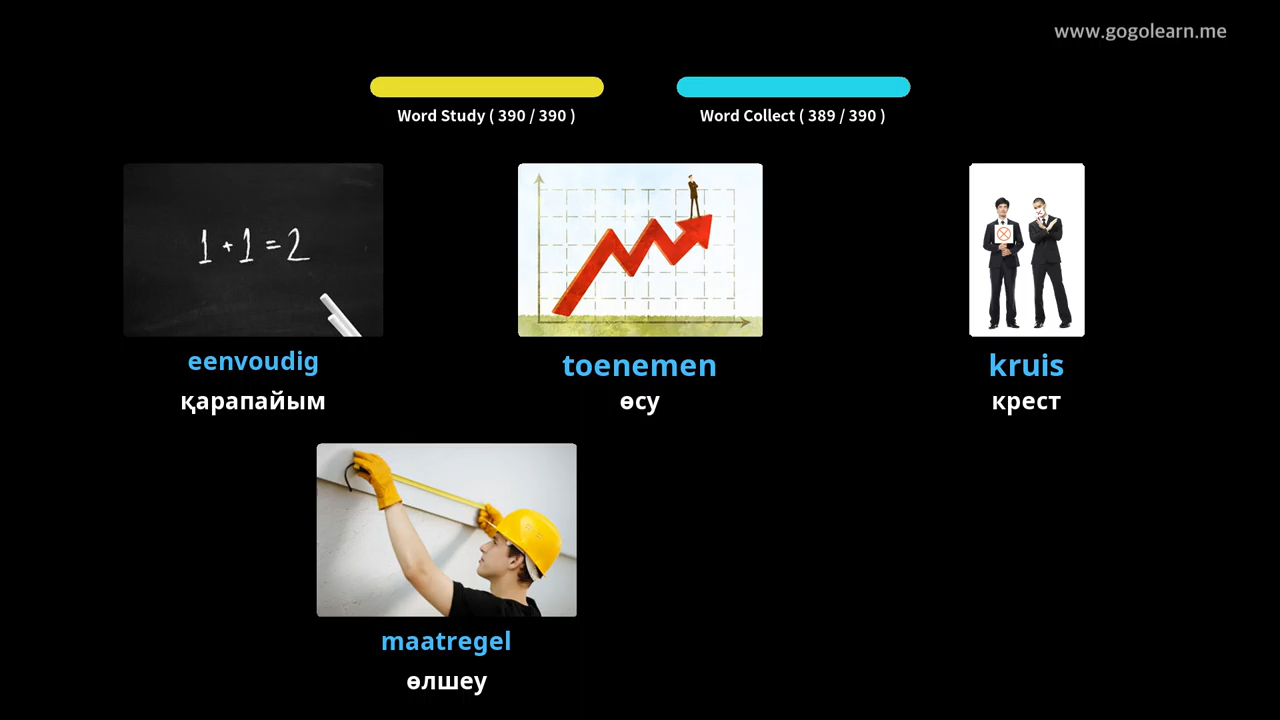 www.gogolearn.me
Word Study ( 390 / 390 )
Word Collect ( 389 / 390 )
1 + 1 = 2
eenvoudig
қарапайым
toenemen
өсу
kruis
крест
maatregel
өлшеу